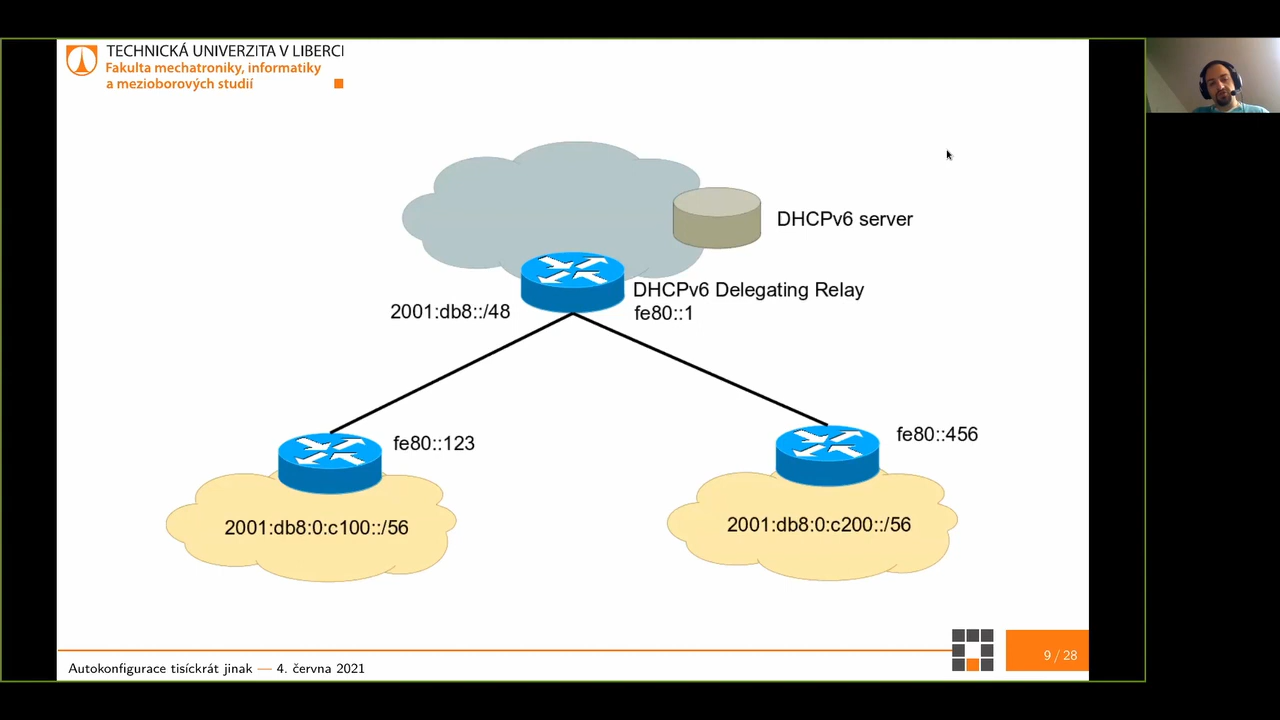 TECHNICKÁ UNIVERZITA V LIBERCI
Fakulta mechatroniky, informatiky
a mezioborových studií
DHCPv6 server
DHCPv6 Delegating Relay
2001:db8::/48
fe80::1
fe80::123
fe80::456
2001:db8:0:c100::/56
2001:db8:0:c200::/56
Autokonfigurace tisíckrát jinak — 4. června 2021
9 / 28